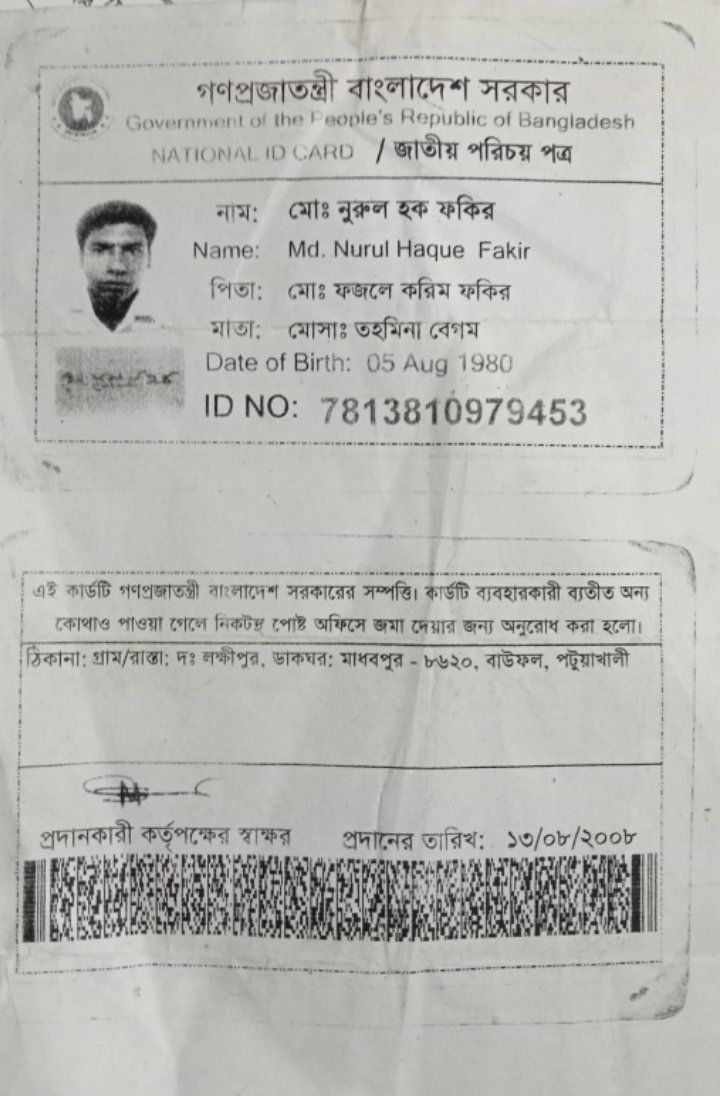 গণপ্রজাতন্ত্রী বাংলাদেশ সরকার
Government of the People's Republic of Bangladesh
NATIONAL ID CARD / জাতীয় পরিচয় পত্র
নাম: মোঃ নুরুল হক ফকির
Name: Md. Nurul Haque Fakir
পিতা: মোঃ ফজলে করিম ফকির
মাতা: মোসাঃ তহমিনা বেগম
Date of Birth: 05 Aug 1980
ID NO: 7813810979453
এই কার্ডটি গণপ্রজাতন্ত্রী বাংলাদেশ সরকারের সম্পত্তি। কার্ডটি ব্যবহারকারী ব্যতীত অন্য
কোথাও পাওয়া গেলে নিকটস্থ পোষ্ট অফিসে জমা দেয়ার জন্য অনুরোধ করা হলো।
ঠিকানা: গ্রাম/রাস্তা: দঃ লক্ষীপুর, ডাকঘর: মাধবপুর - ৮৬২০, বাউফল, পটুয়াখালী
প্রদানকারী কর্তৃপক্ষের স্বাক্ষর প্রদানের তারিখ: ১৩/০৮/২০০৮